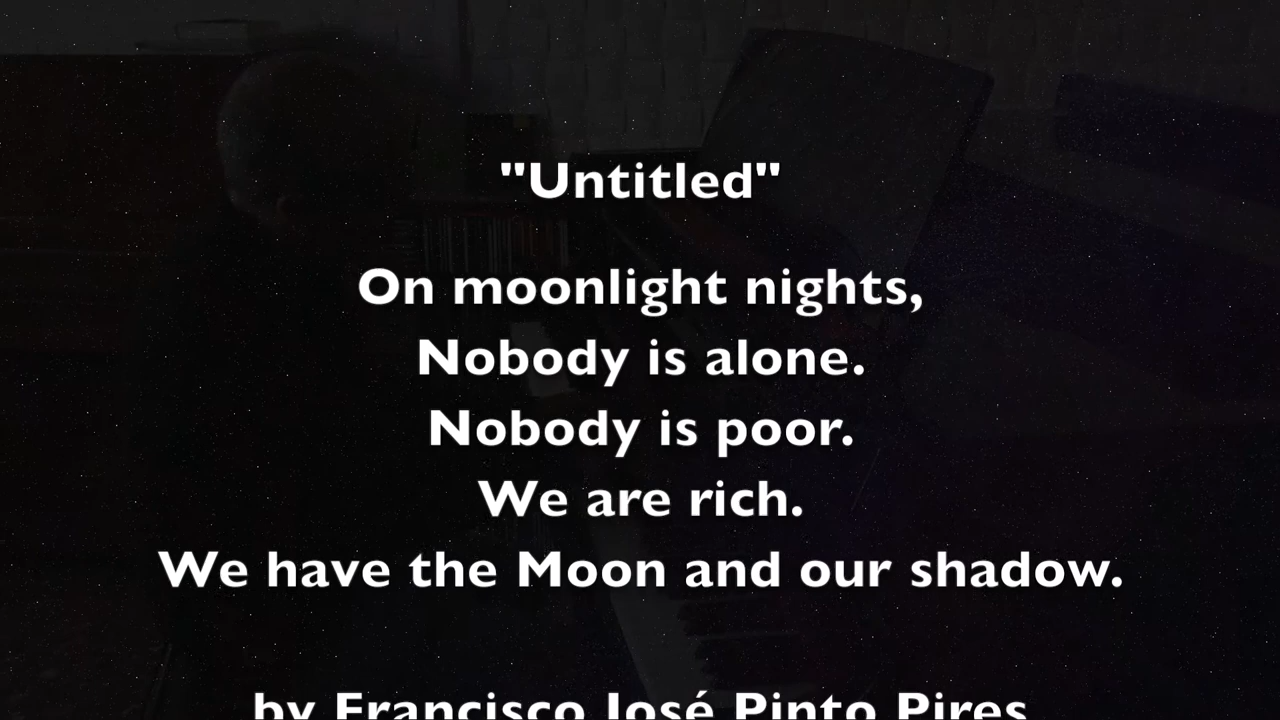 "Untitled"
On moonlight nights,
Nobody is alone.
Nobody is poor.
We are rich.
We have the Moon and our shadow.
by Francisco José Pinto Pires